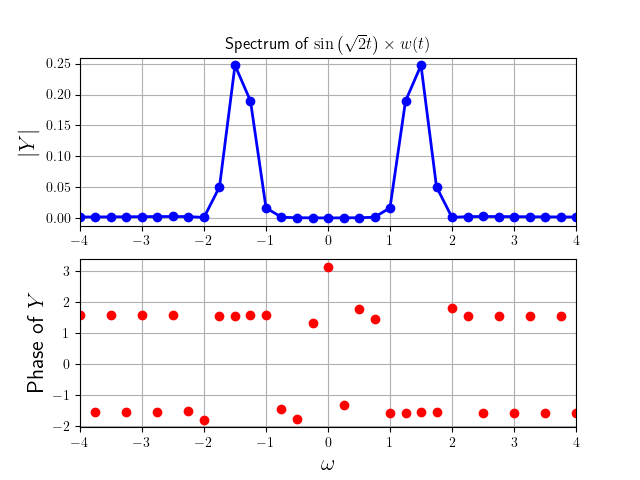 Spectrum of sin(√2t) × w(t)
0.25
0.20
0.15
0.10
0.05
0.00
|Y|
−4 −3 −2 −1 0 1 2 3 4
3
2
1
0
−1
−2
Phase of Y
−4 −3 −2 −1 0 1 2 3 4
ω